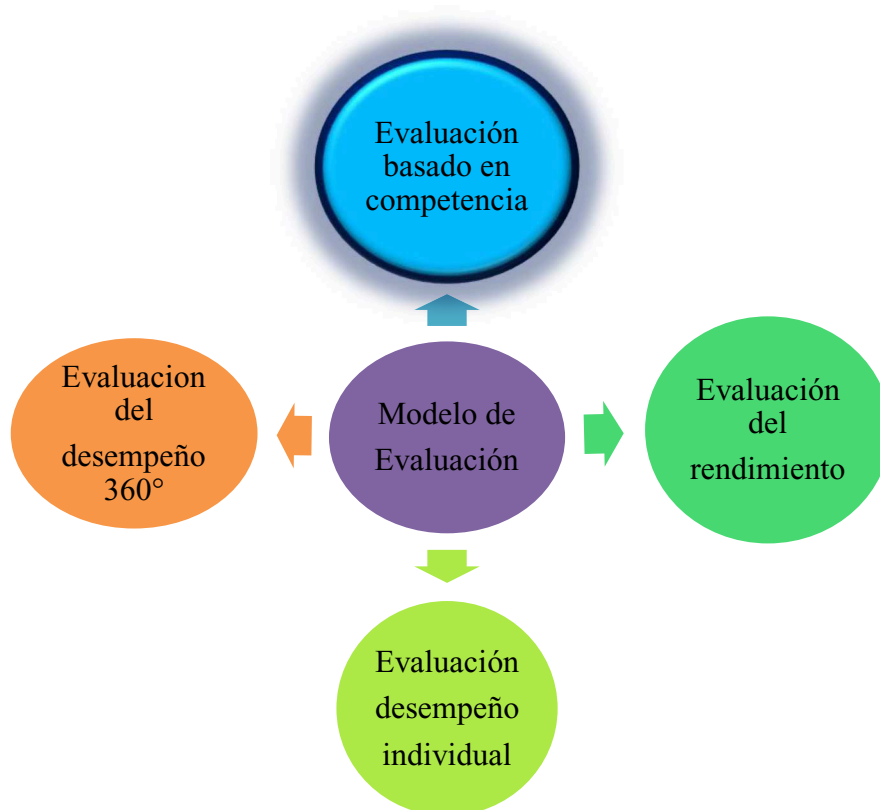 Evaluación
basado en
competencia
Evaluacion
del
desempeño
360°
Modelo de
Evaluación
Evaluación
del
rendimiento
Evaluación
desempeño
individual